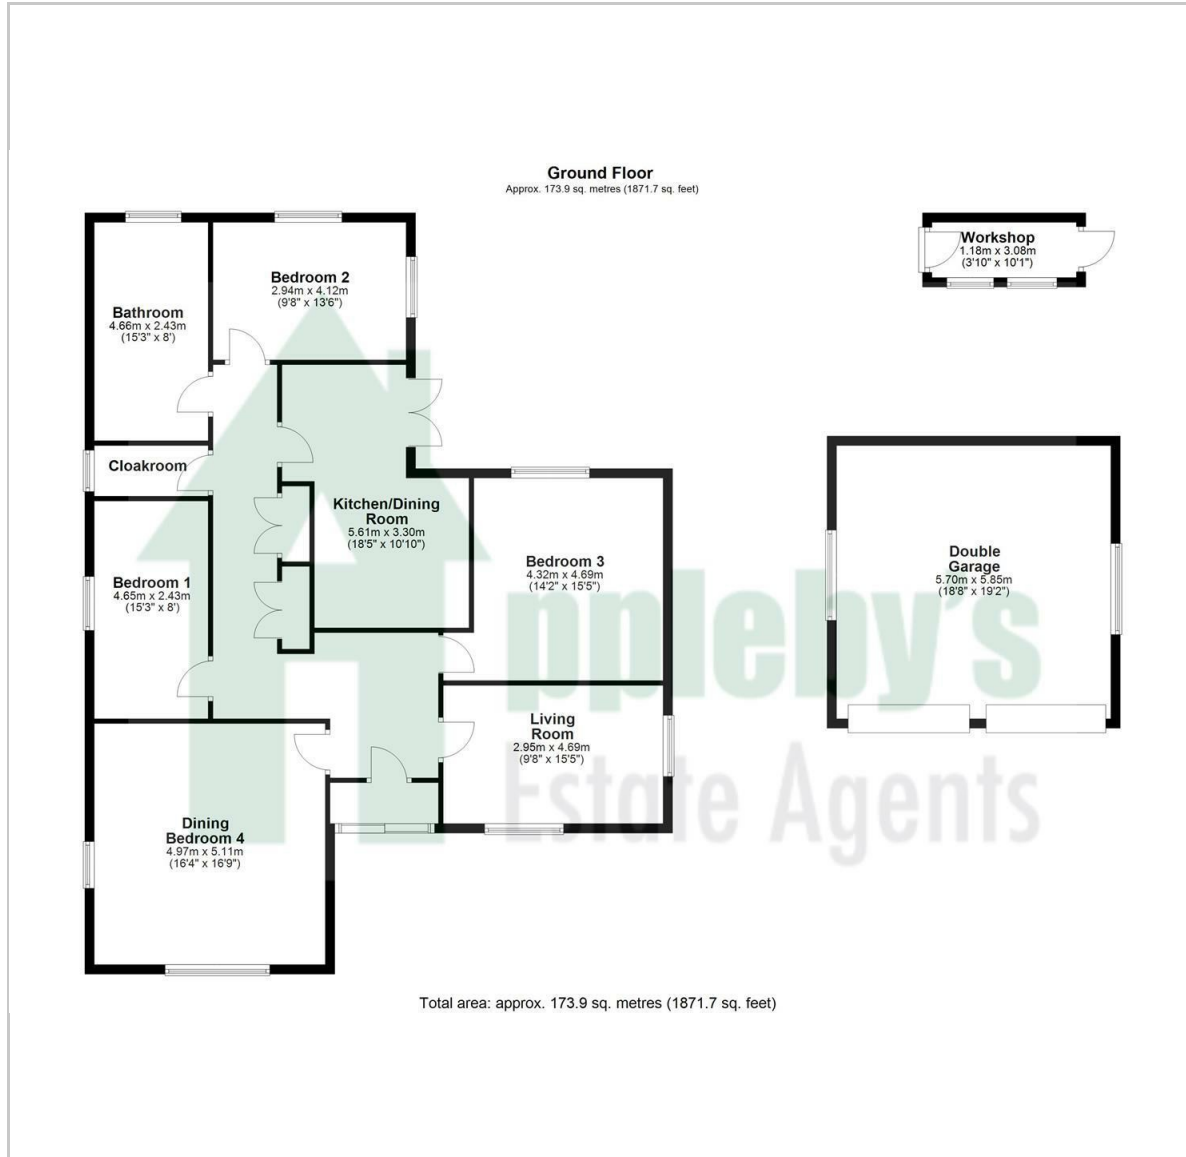 Ground Floor
Approx. 173.9 sq. metres (1871.7 sq. feet)
Workshop
1.18m x 3.08m
(3'10" x 10'1")
Bedroom 2
2.94m x 4.12m
(9'8" x 13'6")
Bathroom
4.66m x 2.43m
(15'3" x 8')
Cloakroom
Kitchen/Dining
Room
5.61m x 3.30m
(18'5" x 10'10")
Bedroom 3
4.32m x 4.69m
(14'2" x 15'5")
Double
Garage
5.70m x 5.85m
(18'8" x 19'2")
Bedroom 1
4.65m x 2.43m
(15'3" x 8')
Living
Room
2.95m x 4.69m
(9'8" x 15'5")
Dining
Bedroom 4
4.97m x 5.11m
(16'4" x 16'9")
ppleby's
Estate Agents
Total area: approx. 173.9 sq. metres (1871.7 sq. feet)